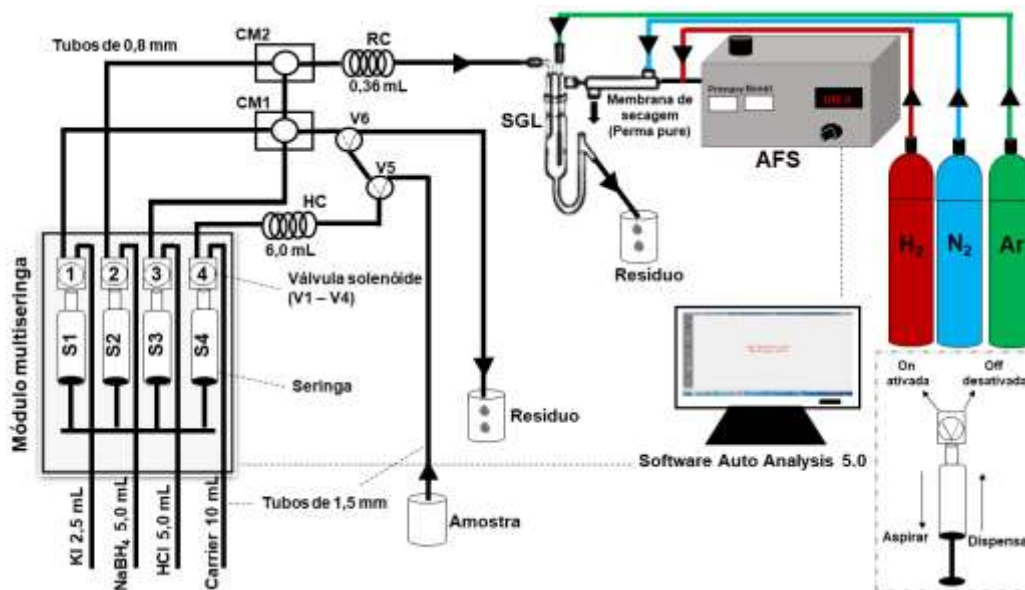 Tubos de 0,8 mm
CM2
RC
0,36 mL
CM1
V6
V5
HC
6,0 mL
SGL
Membrana de
secagem
(Perma pure)
AFS
H2
N2
Ar
Resíduo
Módulo multiseringa
1
2
3
4
S1
S2
S3
S4
Válvula solenóide
(V1 – V4)
Seringa
Resíduo
Tubos de 1,5 mm
Amostra
KI 2,5 mL
NaBH4 5,0 mL
HCl 5,0 mL
Carrier 10 mL
Software Auto Analysis 5.0
On
ativada
Off
desativada
Aspirar
Dispensa